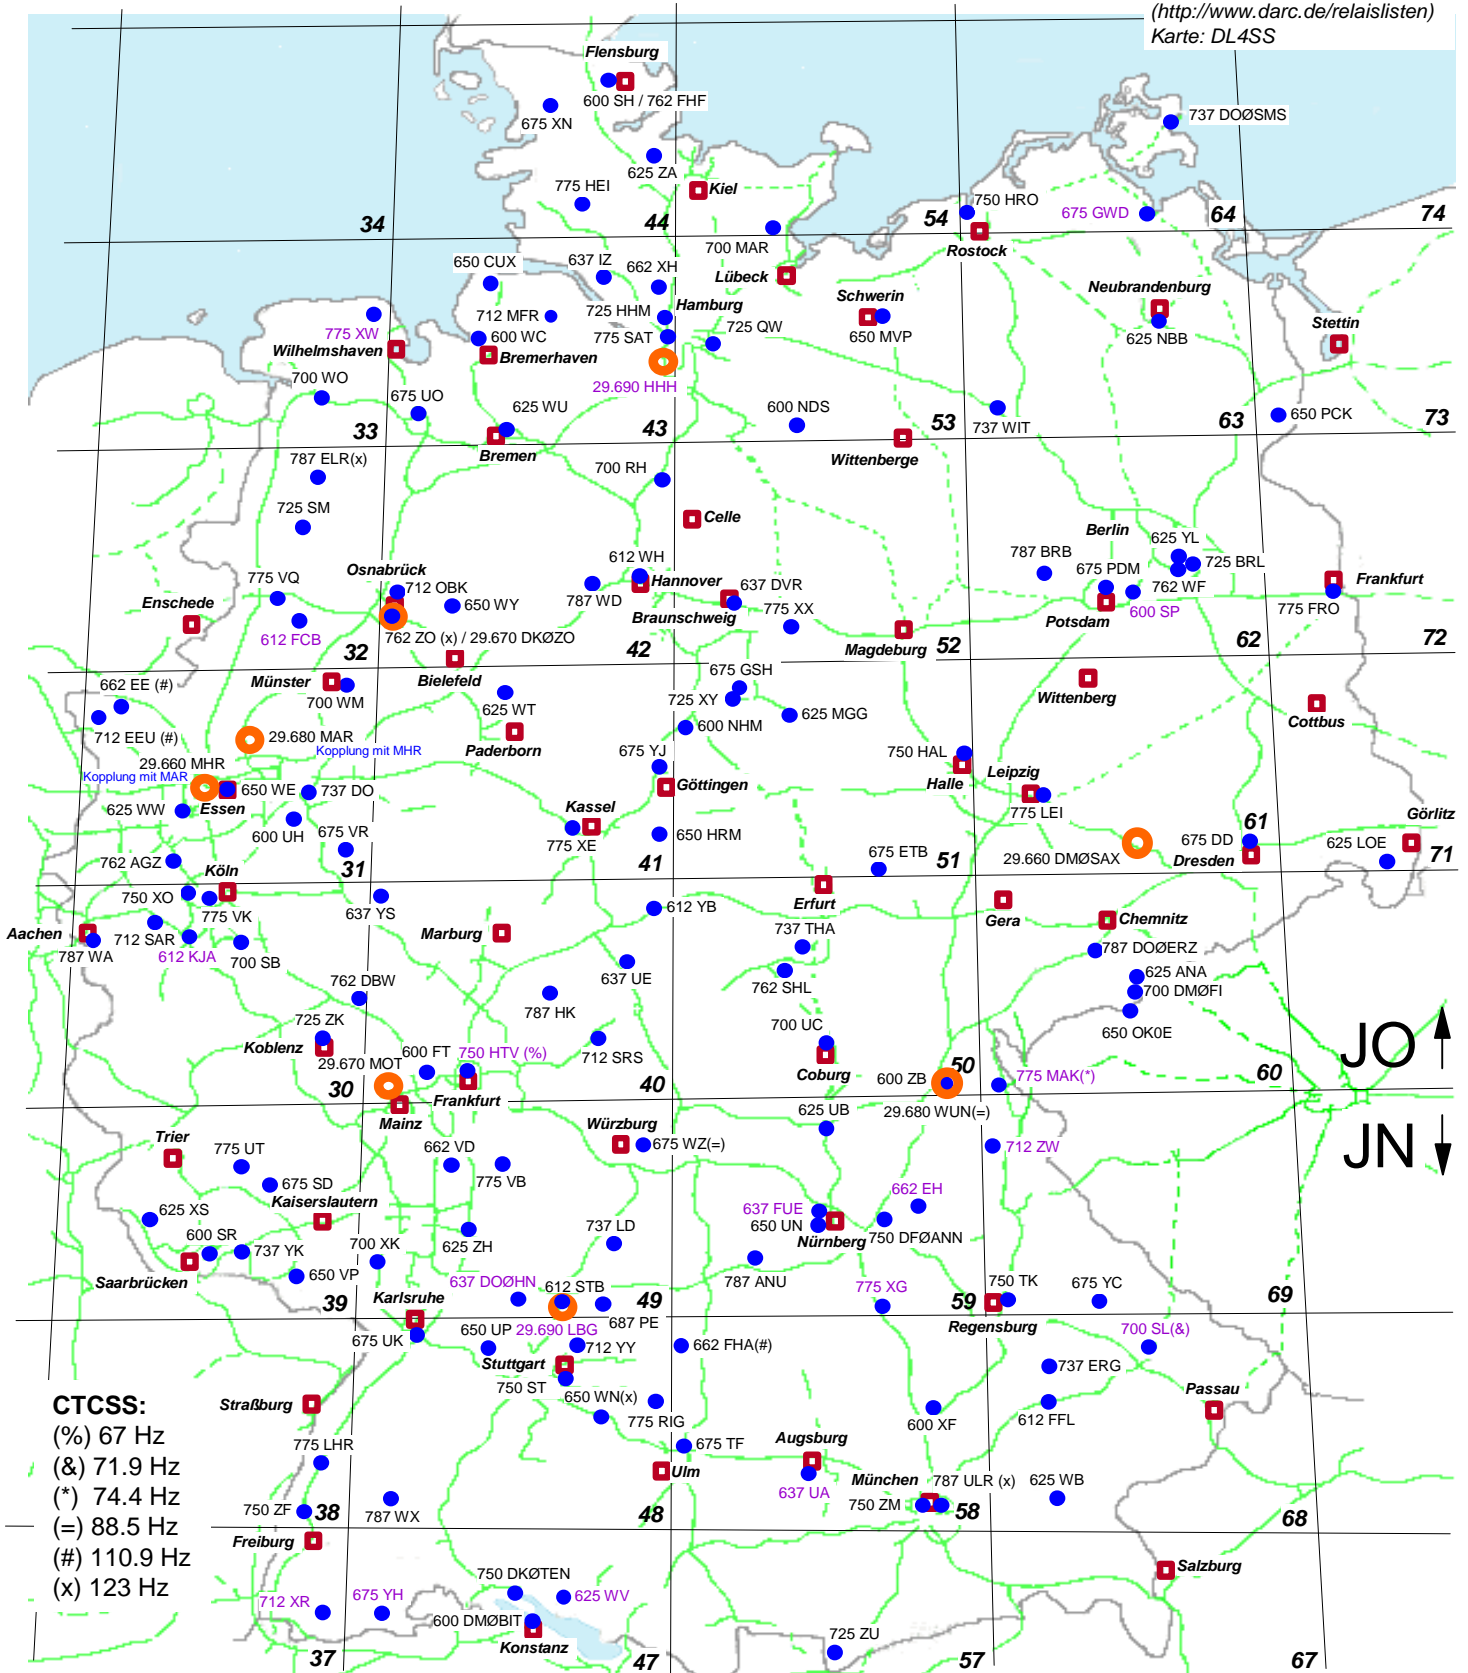 (http://www.darc.de/relaislisten)
Karte: DL4SS
Flensburg
600 SH / 762 FHF
675 XN
737 DOØSMS
625 ZA
775 HEI
Kiel
750 HRO
675 GWD
34
44
54
64
74
700 MAR
Rostock
650 CUX
637 IZ
662 XH
Lübeck
Schwerin
Neubrandenburg
712 MFR
725 HHM
Hamburg
725 QW
650 MVP
625 NBB
Stettin
775 XW
600 WC
775 SAT
Wilhelmshaven
Bremerhaven
29.690 HHH
700 WO
675 UO
625 WU
600 NDS
737 WIT
650 PCK
33
43
53
63
73
Bremen
Wittenberge
787 ELR(x)
700 RH
725 SM
Celle
Berlin
625 YL
612 WH
787 BRB
675 PDM
725 BRL
Osnabrück
775 VQ
712 OBK
787 WD
Hannover
637 DVR
762 WF
Frankfurt
Enschede
650 WY
Braunschweig
775 XX
600 SP
775 FRO
612 FCB
762 ZO (x) / 29.670 DKØZO
Potsdam
32
42
Magdeburg
52
62
72
Münster
Bielefeld
675 GSH
Wittenberg
662 EE (#)
700 WM
625 WT
725 XY
625 MGG
Cottbus
712 EEU (#)
29.680 MAR
Kopplung mit MHR
Paderborn
600 NHM
750 HAL
29.660 MHR
Kopplung mit MAR
675 YJ
Göttingen
Halle
Leipzig
650 WE
737 DO
625 WW
Essen
Kassel
775 LEI
600 UH
675 VR
775 XE
650 HRM
61
Görlitz
29.660 DMØSAX
675 DD
625 LOE
762 AGZ
31
41
675 ETB
51
Dresden
71
Köln
750 XO
775 VK
637 YS
612 YB
Erfurt
Gera
Chemnitz
Aachen
712 SAR
Marburg
737 THA
787 WA
612 KJA
700 SB
637 UE
787 DOØERZ
762 DBW
762 SHL
625 ANA
700 DMØFI
787 HK
650 OK0E
725 ZK
712 SRS
700 UC
Koblenz
600 FT
750 HTV (%)
JO
29.670 MOT
Coburg
50
30
Frankfurt
40
600 ZB
775 MAK(*)
60
Mainz
29.680 WUN(=)
Trier
Würzburg
625 UB
JN
775 UT
662 VD
675 WZ(=)
712 ZW
675 SD
775 VB
Kaiserslautern
662 EH
625 XS
637 FUE
600 SR
737 LD
650 UN
737 YK
700 XK
625 ZH
Nürnberg
750 DFØANN
Saarbrücken
650 VP
787 ANU
637 DOØHN
612 STB
775 XG
750 TK
675 YC
39
Karlsruhe
49
59
69
687 PE
Regensburg
675 UK
650 UP
29.690 LBG
700 SL(&)
712 YY
662 FHA(#)
Stuttgart
737 ERG
750 ST
650 WN(x)
Passau
CTCSS:
Straßburg
775 RIG
600 XF
612 FFL
(%) 67 Hz
775 LHR
675 TF
Augsburg
(&) 71.9 Hz
Ulm
München
787 ULR (x)
625 WB
(*) 74.4 Hz
637 UA
750 ZF
38
787 WX
48
750 ZM
58
68
(=) 88.5 Hz
Freiburg
(#) 110.9 Hz
Salzburg
(x) 123 Hz
750 DKØTEN
712 XR
675 YH
625 WV
600 DMØBIT
725 ZU
Konstanz
37
47
57
67